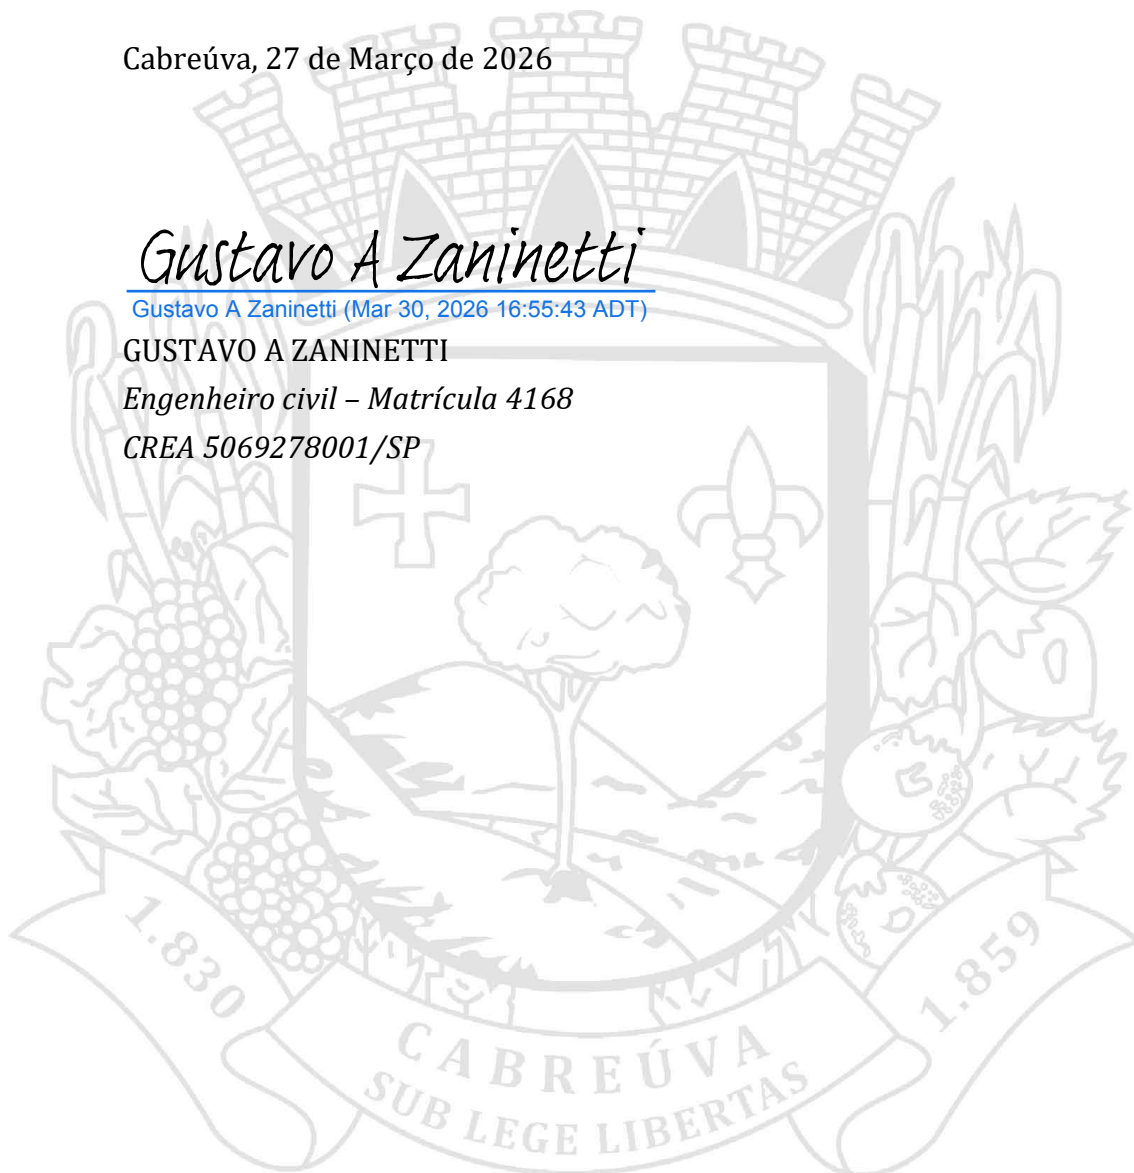 Cabreúva, 27 de Março de 2026
Gustavo A Zaninetti
Gustavo A Zaninetti (Mar 30, 2026 16:55:43 ADT)
GUSTAVO A ZANINETTI
Engenheiro civil – Matrícula 4168
CREA 5069278001/SP
1.830
1.859
CABREÚVA
SUB LEGE LIBERTAS